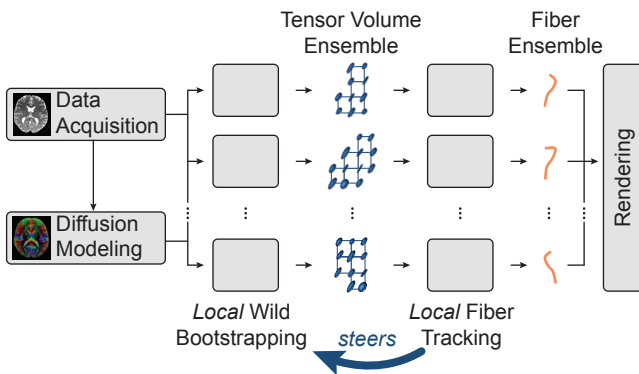 Tensor Volume
Ensemble
Fiber
Ensemble
Data
Acquisition
Diffusion
Modeling
Rendering
Local Wild
Bootstrapping
steers
Local Fiber
Tracking